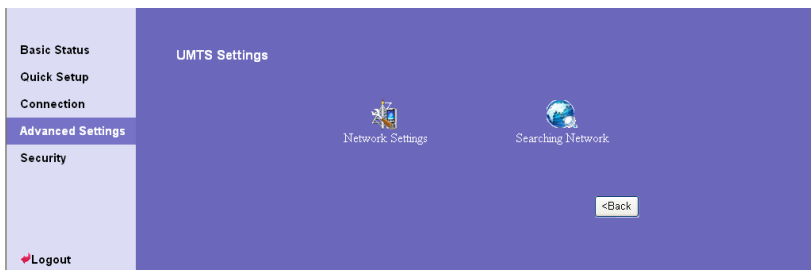 Basic Status
Quick Setup
Connection
Advanced Settings
Security
Logout
UMTS Settings
Network Settings
Searching Network
<Back